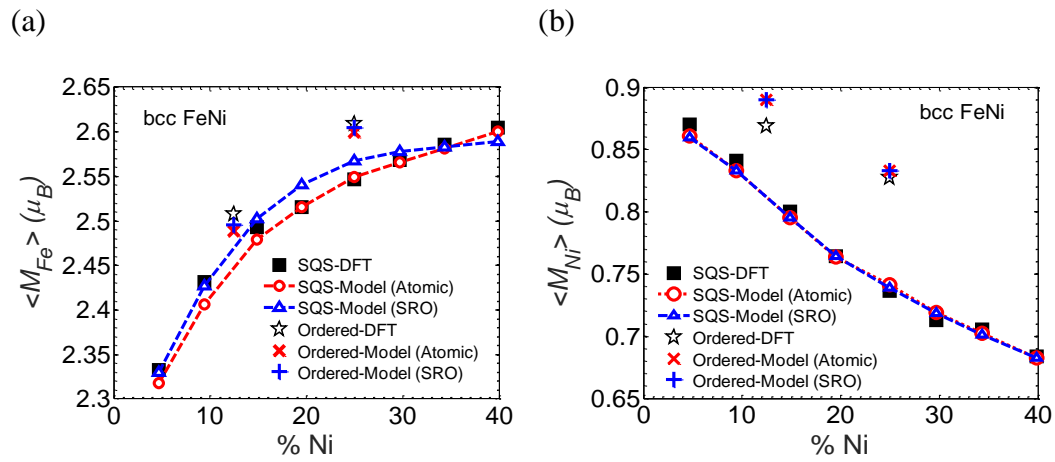 (a)
(b)
2.65
2.6
2.55
2.5
2.45
2.4
2.35
2.3
bcc FeNi
SQS-DFT
SQS-Model (Atomic)
SQS-Model (SRO)
Ordered-DFT
Ordered-Model (Atomic)
Ordered-Model (SRO)
0 10 20 30 40
% Ni
<M_Fe> (μ_B)
0.9
0.85
0.8
0.75
0.7
0.65
bcc FeNi
SQS-DFT
SQS-Model (Atomic)
SQS-Model (SRO)
Ordered-DFT
Ordered-Model (Atomic)
Ordered-Model (SRO)
0 10 20 30 40
% Ni
<M_Ni> (μ_B)